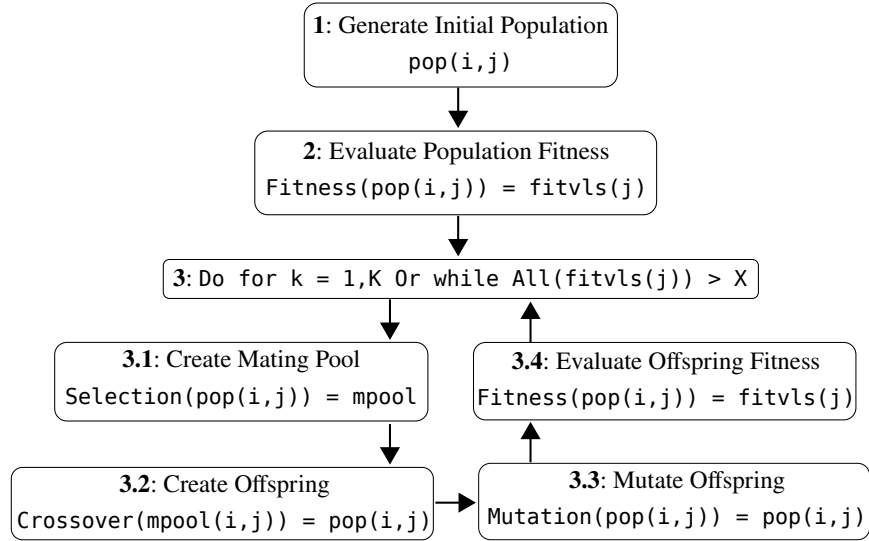 1: Generate Initial Population
pop(i,j)
2: Evaluate Population Fitness
Fitness(pop(i,j)) = fitvls(j)
3: Do for k = 1,K Or while All(fitvls(j)) > X
3.1: Create Mating Pool
Selection(pop(i,j)) = mpool
3.4: Evaluate Offspring Fitness
Fitness(pop(i,j)) = fitvls(j)
3.2: Create Offspring
Crossover(mpool(i,j)) = pop(i,j)
3.3: Mutate Offspring
Mutation(pop(i,j)) = pop(i,j)